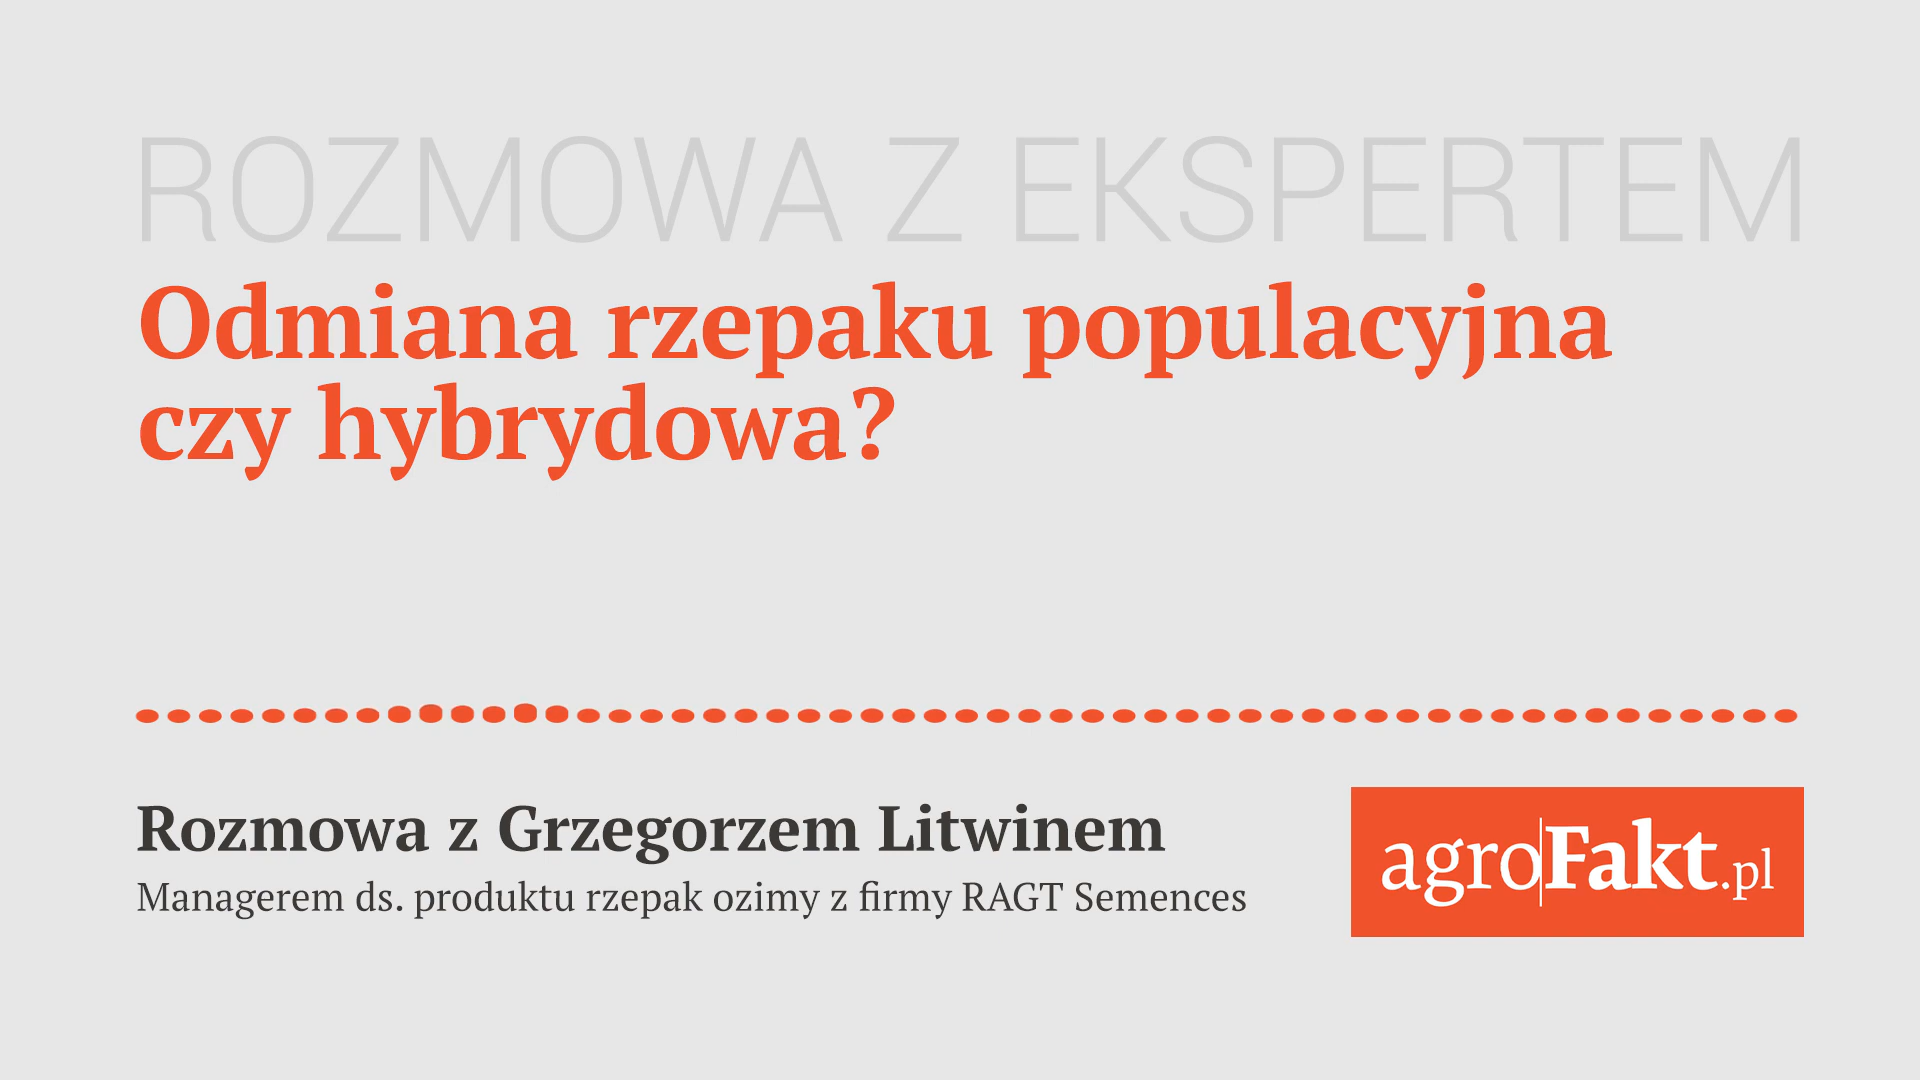 ROZMOWA Z EKSPERTEM
Odmiana rzepaku populacyjna
czy hybrydowa?
Rozmowa z Grzegorzem Litwinem
Managerem ds. produktu rzepak ozimy z firmy RAGT Semences
agroFakt.pl